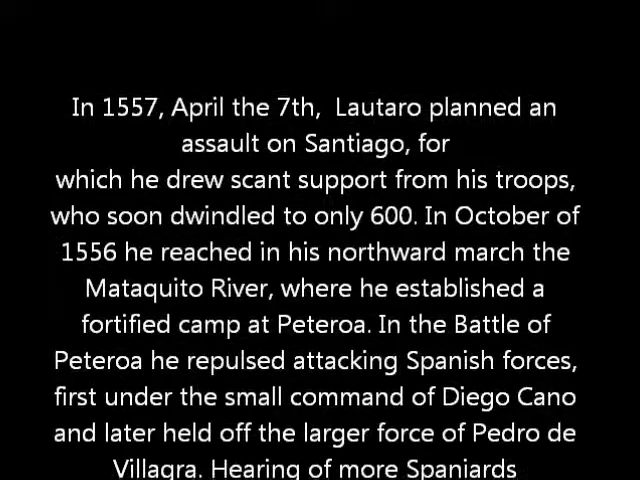 In 1557, April the 7th,  Lautaro planned an
assault on Santiago, for
which he drew scant support from his troops,
who soon dwindled to only 600. In October of
1556 he reached in his northward march the
Mataquito River, where he established a
fortified camp at Peteroa. In the Battle of
Peteroa he repulsed attacking Spanish forces,
first under the small command of Diego Cano
and later held off the larger force of Pedro de
Villagra. Hearing of more Spaniards